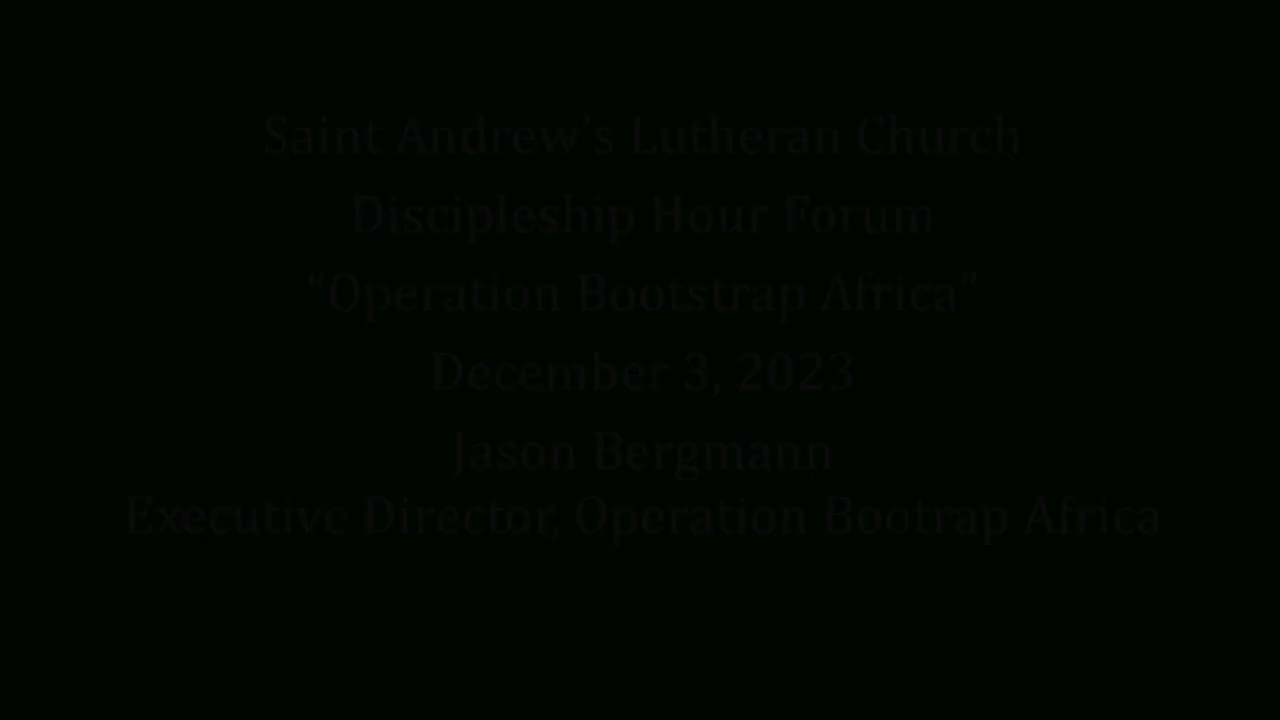 Saint Andrew’s Lutheran Church
Discipleship Hour Forum
“Operation Bootstrap Africa”
December 3, 2023
Jason Bergmann
Executive Director, Operation Bootrap Africa